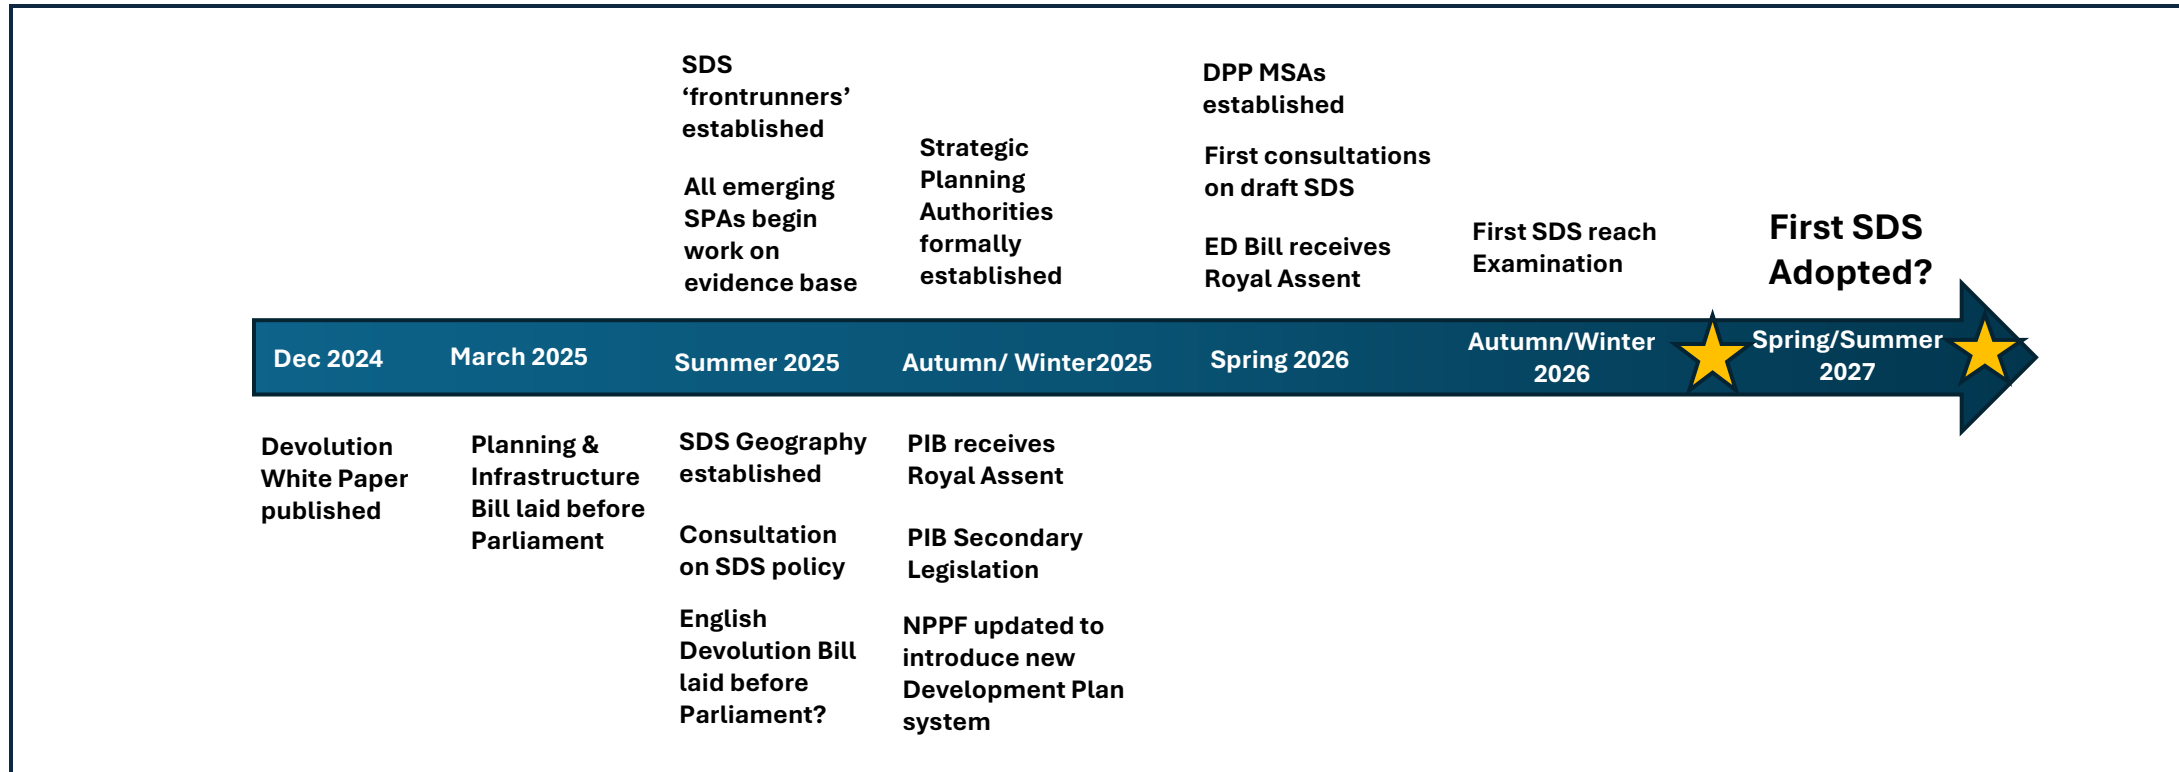 SDS
‘frontrunners’
established
All emerging
SPAs begin
work on
evidence base
Strategic
Planning
Authorities
formally
established
DPP MSAs
established
First consultations
on draft SDS
ED Bill receives
Royal Assent
First SDS reach
Examination
First SDS
Adopted?
Dec 2024
March 2025
Summer 2025
Autumn/ Winter2025
Spring 2026
Autumn/Winter
2026
Spring/Summer
2027
Devolution
White Paper
published
Planning &
Infrastructure
Bill laid before
Parliament
SDS Geography
established
Consultation
on SDS policy
English
Devolution Bill
laid before
Parliament?
PIB receives
Royal Assent
PIB Secondary
Legislation
NPPF updated to
introduce new
Development Plan
system